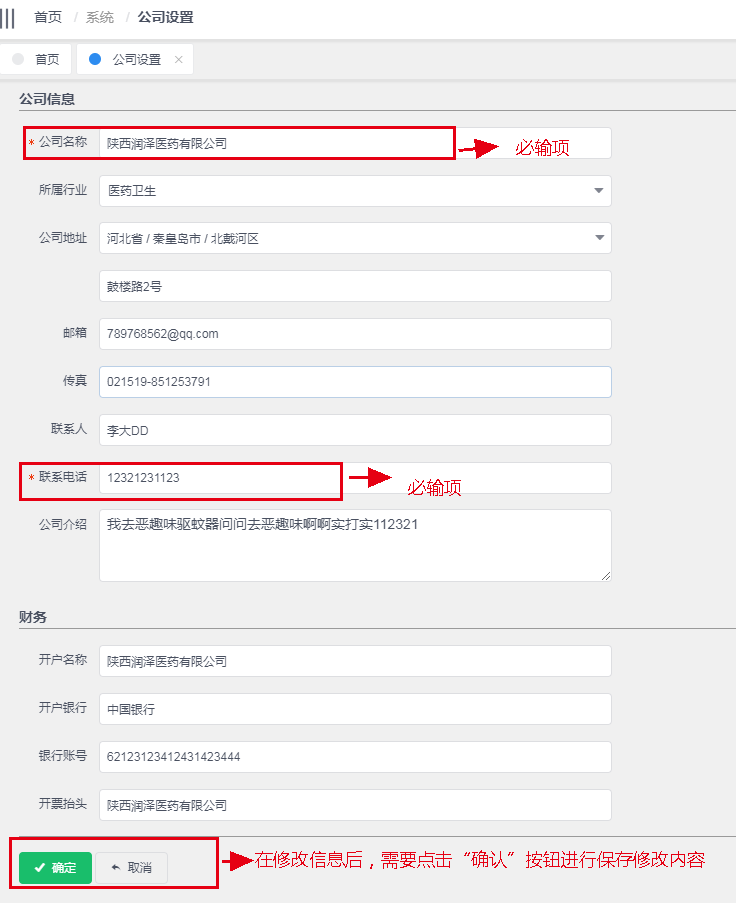 首页 / 系统 / 公司设置
首页 公司设置 ×
公司信息
* 公司名称 陕西润泽医药有限公司 必输项
所属行业 医药卫生
公司地址 河北省 / 秦皇岛市 / 北戴河区
鼓楼路2号
邮箱 789768562@qq.com
传真 021519-851253791
联系人 李大DD
* 联系电话 12321231123 必输项
公司介绍 我去恶趣味驱蚊器问问去恶趣味啊啊实打实112321
财务
开户名称 陕西润泽医药有限公司
开户银行 中国银行
银行账号 62123123412431423444
开票抬头 陕西润泽医药有限公司
确定 取消 在修改信息后，需要点击“确认”按钮进行保存修改内容